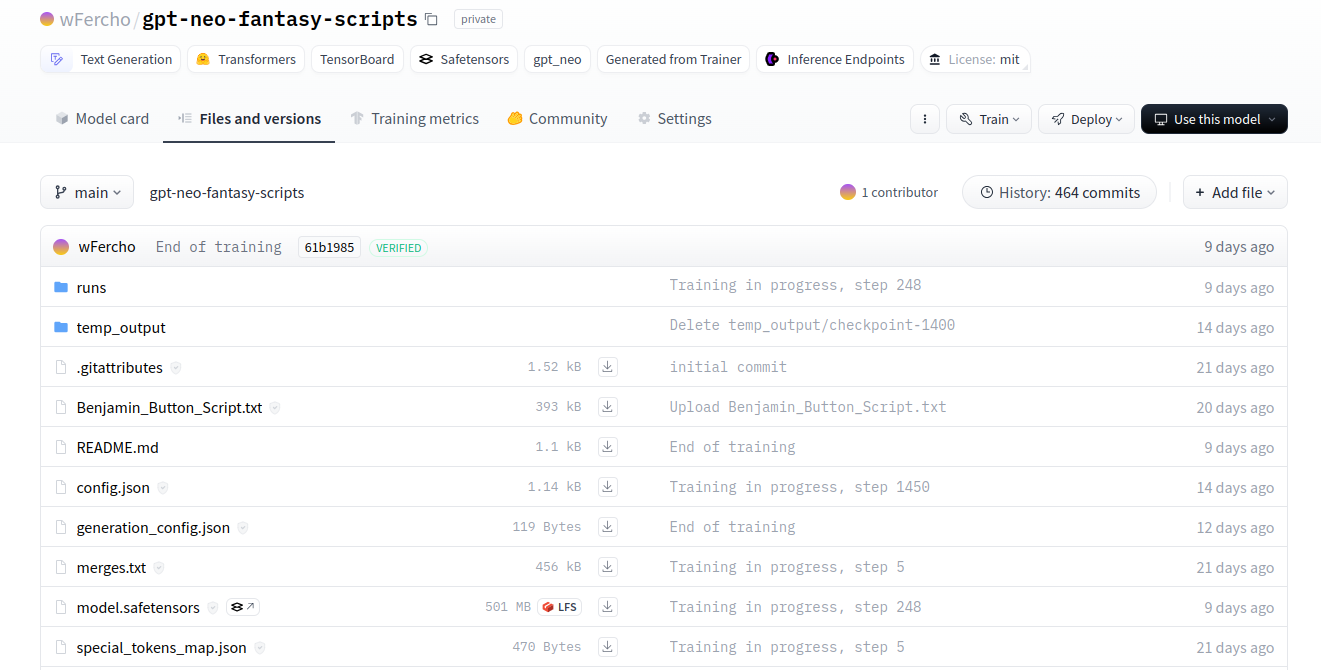 wFercho/gpt-neo-fantasy-scripts private
Text Generation Transformers TensorBoard Safetensors gpt_neo Generated from Trainer Inference Endpoints License: mit
Model card Files and versions Training metrics Community Settings Train Deploy Use this model
main gpt-neo-fantasy-scripts 1 contributor History: 464 commits + Add file
wFercho End of training 61b1985 VERIFIED 9 days ago
runs Training in progress, step 248 9 days ago
temp_output Delete temp_output/checkpoint-1400 14 days ago
.gitattributes 1.52 kB initial commit 21 days ago
Benjamin_Button_Script.txt 393 kB Upload Benjamin_Button_Script.txt 20 days ago
README.md 1.1 kB End of training 9 days ago
config.json 1.14 kB Training in progress, step 1450 14 days ago
generation_config.json 119 Bytes End of training 12 days ago
merges.txt 456 kB Training in progress, step 5 21 days ago
model.safetensors 501 MB LFS Training in progress, step 248 9 days ago
special_tokens_map.json 470 Bytes Training in progress, step 5 21 days ago